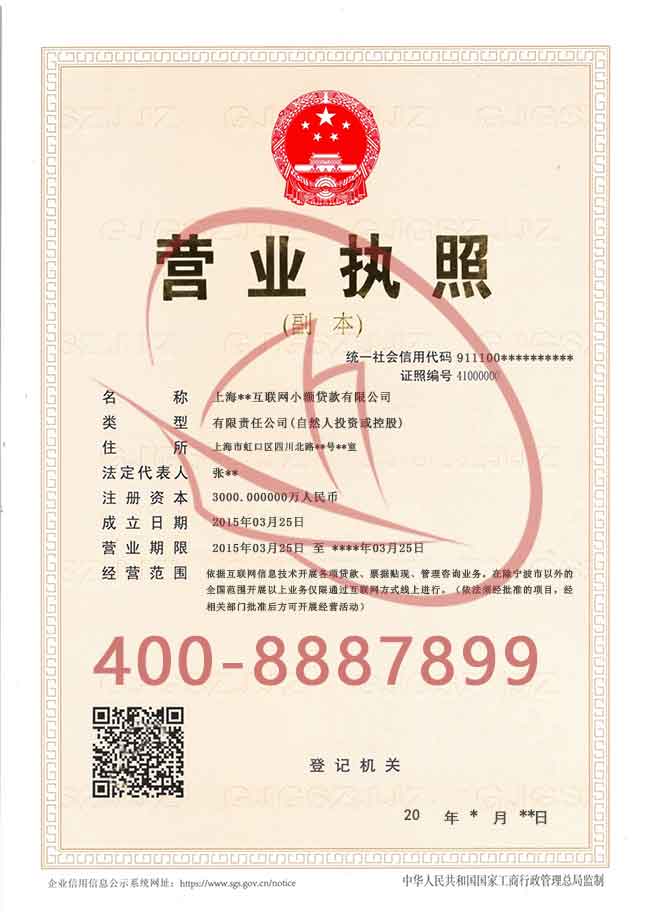 营业执照
(副 本)
统一社会信用代码 911100**********
证照编号 41000000
名 称 上海**互联网小额贷款有限公司
类 型 有限责任公司(自然人投资或控股)
住 所 上海市虹口区四川北路**号**室
法定代表人 张**
注册资本 3000.000000万人民币
成立日期 2015年03月25日
营业期限 2015年03月25日 至 ****年03月25日
经营范围 依据互联网信息技术开展各项贷款、票据贴现、管理咨询业务，在除宁波市以外的
全国范围开展以上业务仅限通过互联网方式线上进行。（依法须经批准的项目，经
相关部门批准后方可开展经营活动）
400-8887899
登记机关
20 年 * 月 **日
企业信用信息公示系统网址：https://www.sgs.gov.cn/notice
中华人民共和国国家工商行政管理总局监制